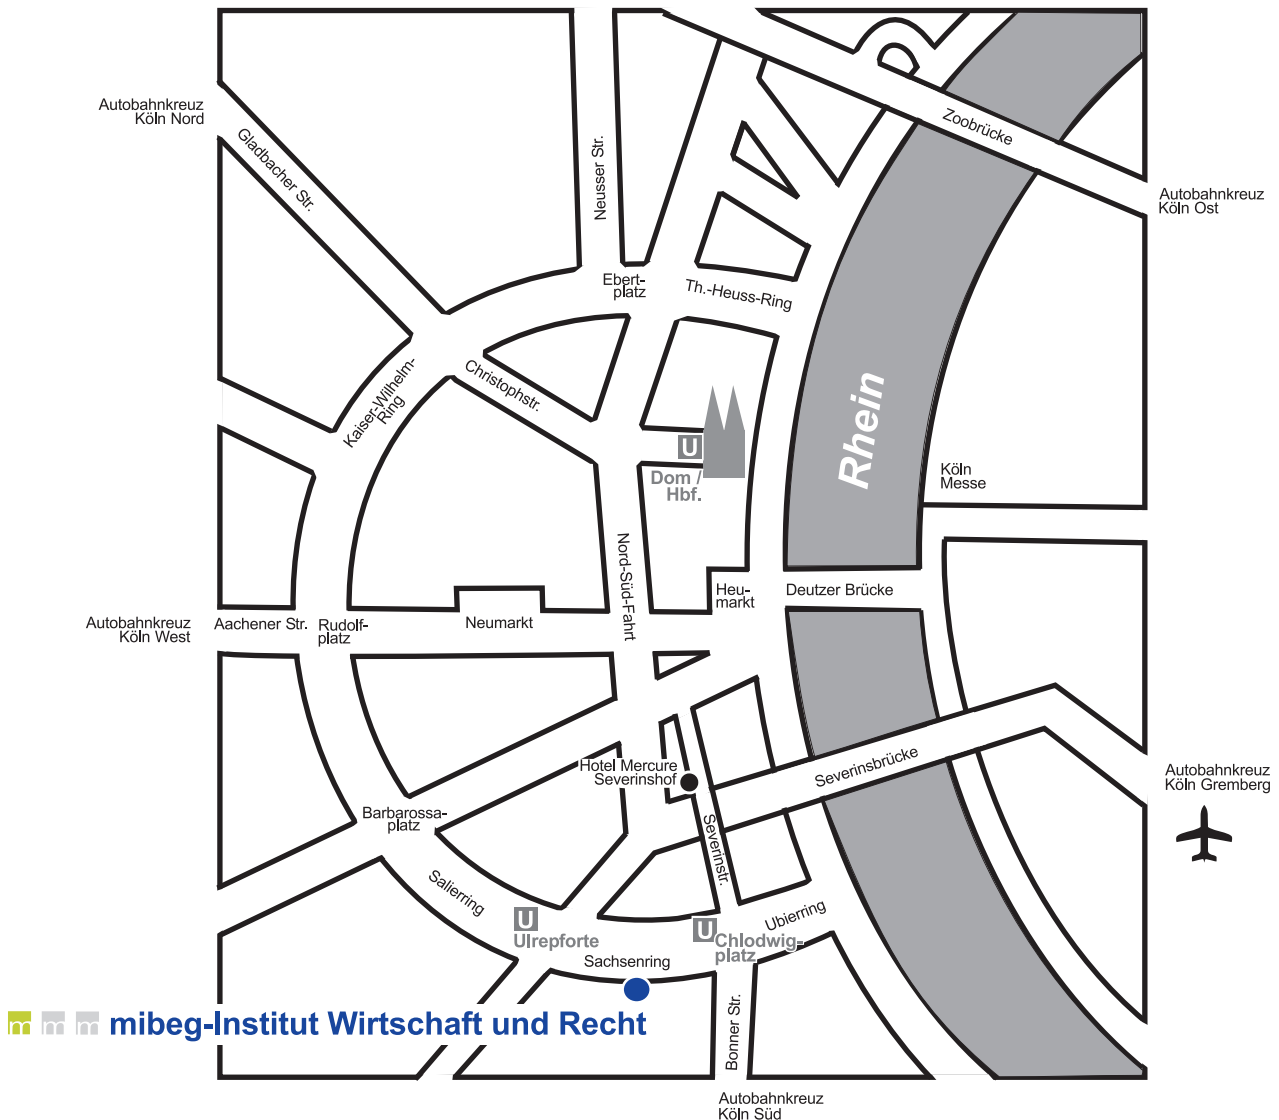 Autobahnkreuz
Köln Nord
Gladbacher Str.
Neusser Str.
Zoobrücke
Autobahnkreuz
Köln Ost
Ebert-
platz
Th.-Heuss-Ring
Kaiser-Wilhelm-
Ring
Christophstr.
Rhein
U
Dom /
Hbf.
Köln
Messe
Nord-Süd-Fahrt
Heu-
markt
Deutzer Brücke
Autobahnkreuz
Köln West
Aachener Str.
Rudolf-
platz
Neumarkt
Hotel Mercure
Severinshof
Severinsbrücke
Autobahnkreuz
Köln Gremberg
Barbarossa-
platz
Severinstr.
Salierring
U
Ulrepforte
U
Chlodwig-
platz
Ubierring
Sachsenring
m m m mibeg-Institut Wirtschaft und Recht
Bonner Str.
Autobahnkreuz
Köln Süd